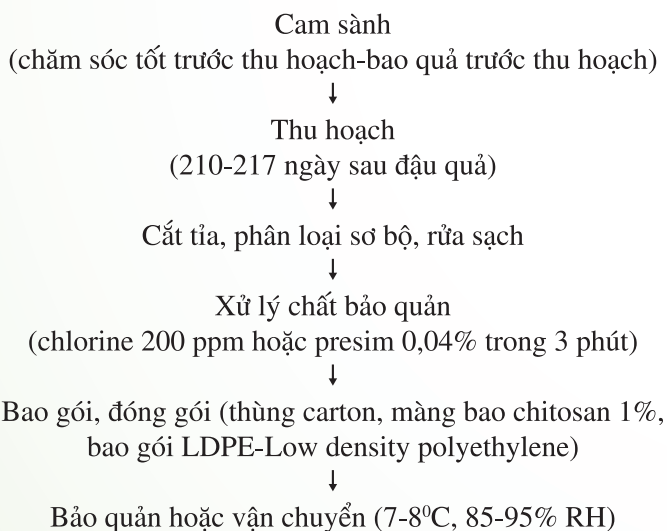 Cam sành
(chăm sóc tốt trước thu hoạch-bao quả trước thu hoạch)
↓
Thu hoạch
(210-217 ngày sau đậu quả)
↓
Cắt tỉa, phân loại sơ bộ, rửa sạch
↓
Xử lý chất bảo quản
(chlorine 200 ppm hoặc presim 0,04% trong 3 phút)
↓
Bao gói, đóng gói (thùng carton, màng bao chitosan 1%,
bao gói LDPE-Low density polyethylene)
↓
Bảo quản hoặc vận chuyển (7-8⁰C, 85-95% RH)